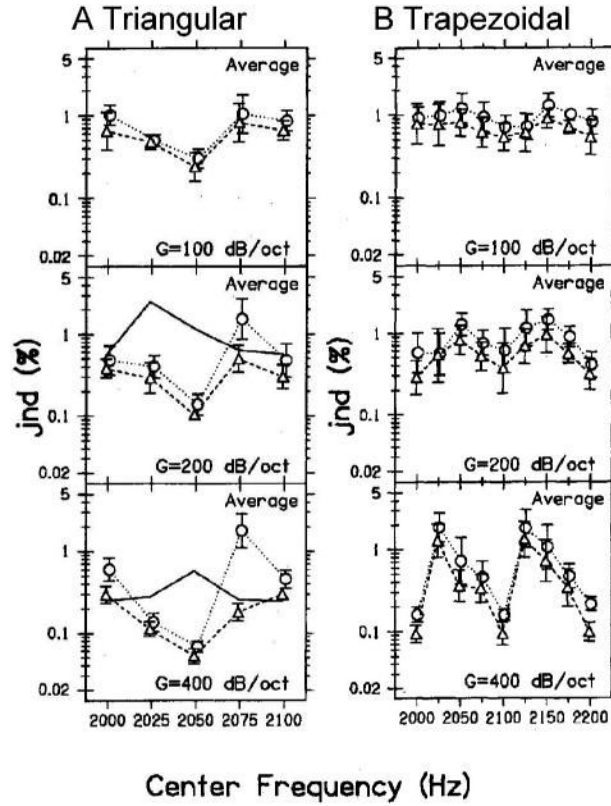 A Triangular
B Trapezoidal
5
Average
1
0.1
0.02
G=100 dB/oct
5
Average
1
0.1
0.02
G=100 dB/oct
5
Average
1
0.1
0.02
G=200 dB/oct
5
Average
1
0.1
0.02
G=200 dB/oct
jnd (%)
jnd (%)
5
Average
1
0.1
0.02
G=400 dB/oct
2000 2025 2050 2075 2100
5
Average
1
0.1
0.02
G=400 dB/oct
2000 2050 2100 2150 2200
Center Frequency (Hz)